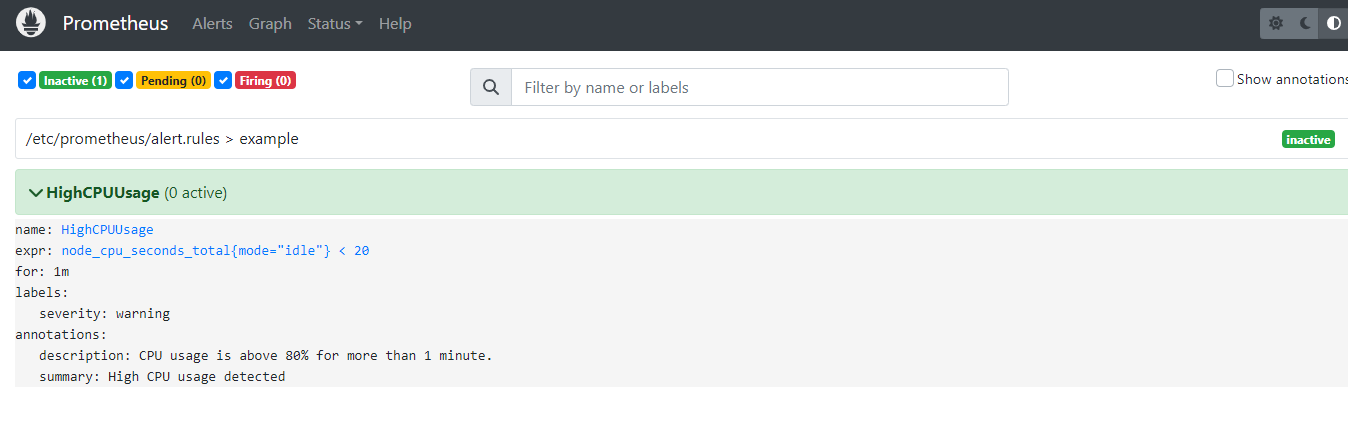 Prometheus Alerts Graph Status Help
Inactive (1) Pending (0) Firing (0) Filter by name or labels Show annotations
/etc/prometheus/alert.rules > example inactive
HighCPUUsage (0 active)
name: HighCPUUsage
expr: node_cpu_seconds_total{mode="idle"} < 20
for: 1m
labels:
severity: warning
annotations:
description: CPU usage is above 80% for more than 1 minute.
summary: High CPU usage detected